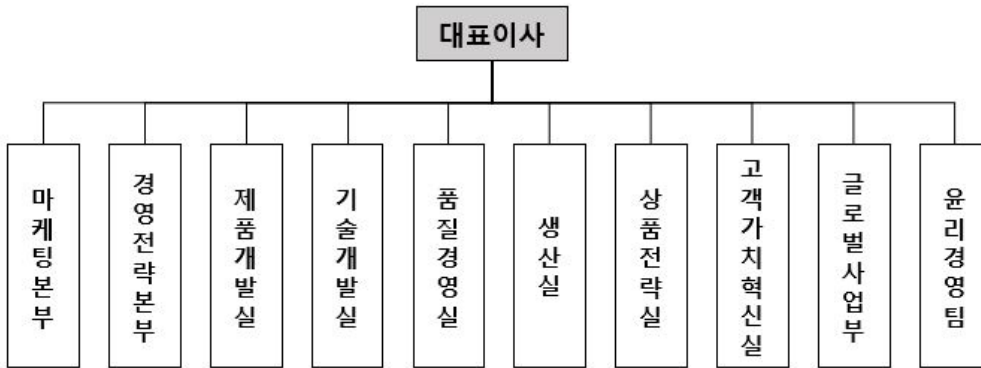 대표이사
마케팅본부
경영전략본부
제품개발실
기술개발실
품질경영실
생산실
상품전략실
고객가치혁신실
글로벌사업부
윤리경영팀